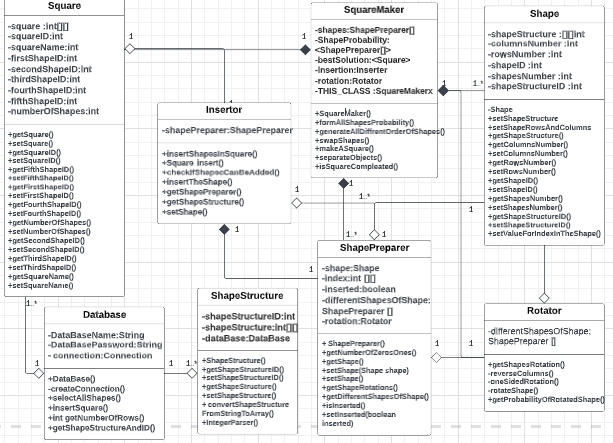 Square
-square :int[][]
-squareID:int
-squareName:int
-firstShapeID:int
-secondShapeID:int
-thirdShapeID:int
-fourthShapeID:int
-fifthShapeID:int
-numberOfShapes:int
+getSquare()
+setSquare()
+getSquareID()
+setSquareID()
+getFifthShapeID()
+setFifthShapeID()
+getFirstShapeID()
+setFirstShapeID()
+getFourthShapeID()
+setFourthShapeID()
+getNumberOfShapes()
+setNumberOfShapes()
+getSecondShapeID()
+setSecondShapeID()
+getThirdShapeID()
+setThirdShapeID()
+getSquareName()
+setSquareName()
1
1
Insertor
-shapePreparer:ShapePreparer
+insertShapesInSquare()
+Square insert()
+checkIfShapecCanBeAdded()
+insertTheShape()
+getShapePreparer()
+getShapeStructure()
+setShape()
1
1
SquareMaker
-shapes:ShapePreparer[]
-ShapeProbability:
<ShapePreparer[]>
-bestSolution:<Square>
-insertion:Inserter
-rotation:Rotator
-THIS_CLASS :SquareMakerx
+SquareMaker()
+formAllShapesProbability()
+generateAllDiffrentOrderOfShapes()
+swapShapes()
+makeASquare()
+separateObjects()
+isSquareCompleated()
1
1
1..*
Shape
-shapeStructure :[][]int
-columnsNumber :int
-rowsNumber :int
-shapeID :int
-shapesNumber :int
-shapeStructureID :int
-Shape
+setShapeStructure
+setShapeRowsAndColumns
+getShapeStructure()
+getColumnsNumber()
+setColumnsNumber()
+getRowsNumber()
+setRowsNumber()
+getShapeID()
+setShapeID()
+getShapesNumber()
+setShapesNumber()
+getShapeStructureID()
+setShapeStructureID()
+setValueForIndexInTheShape()
1..*
1
1..*
1
1
ShapePreparer
-shape:Shape
-index:int [][]
-inserted:boolean
-differentShapesOfShape:
ShapePreparer []
-rotation:Rotator
+ ShapePreparer()
+getNumberOfZerosOnes()
+getShape()
+setShape(Shape shape)
+setShape()
+getShapeRotations()
+getDifferentShapesOfShape()
+isInserted()
+setInserted(boolean
inserted)
1
1
Rotator
-differentShapesOfShape:
ShapePreparer []
+getShapesRotation()
-reverseColumns()
-oneSidedRotation()
-rotateShape()
+getProbabilityOfRotatedShape()
1..*
1
Database
-DataBaseName:String
-DataBasePassword:String
- connection:Connection
+DataBase()
-createConnection()
+selectAllShapes()
+insertSquare()
+int getNumberOfRows()
+getShapeStructureAndID()
1
1..*
ShapeStructure
-shapeStructureID:int
-shapeStructure:int[][]
-dataBase:DataBase
+ShapeStructure()
+getShapeStructureID()
+setShapeStructureID()
+getShapeStructure()
+setShapeStructure()
+ convertShapeStructure
FromStringToArray()
-IntegerParser()